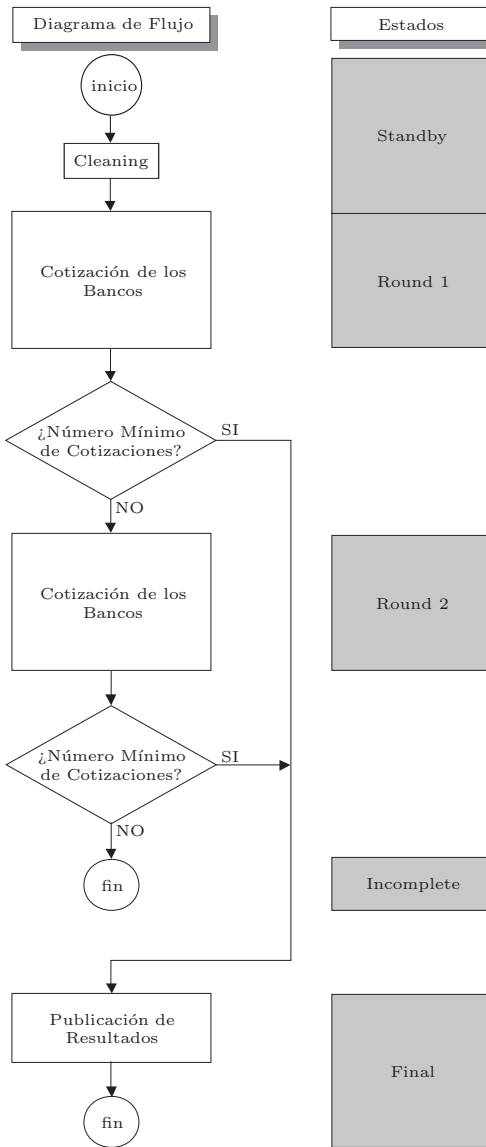 Diagrama de Flujo
Estados
inicio
Standby
Cleaning
Cotización de los
Bancos
Round 1
¿Número Mínimo
de Cotizaciones?
SI
NO
Cotización de los
Bancos
Round 2
¿Número Mínimo
de Cotizaciones?
SI
NO
fin
Incomplete
Publicación de
Resultados
Final
fin